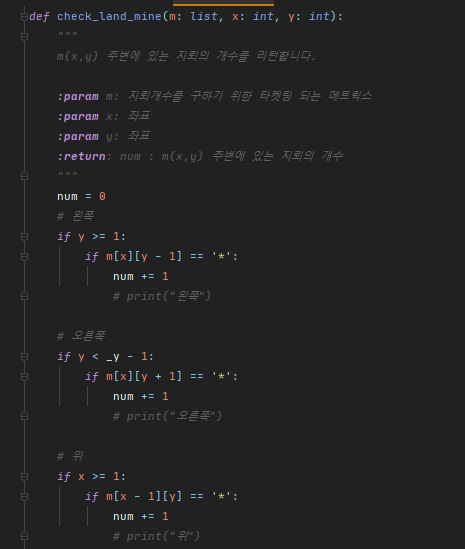 def check_land_mine(m: list, x: int, y: int):
    """
    m(x,y) 주변에 있는 지뢰의 개수를 리턴합니다.

    :param m: 지뢰개수를 구하기 위한 타켓팅 되는 메트릭스
    :param x: 좌표
    :param y: 좌표
    :return: num : m(x,y) 주변에 있는 지뢰의 개수
    """
    num = 0
    # 왼쪽
    if y >= 1:
        if m[x][y - 1] == '*':
            num += 1
            # print("왼쪽")

    # 오른쪽
    if y < _y - 1:
        if m[x][y + 1] == '*':
            num += 1
            # print("오른쪽")

    # 위
    if x >= 1:
        if m[x - 1][y] == '*':
            num += 1
            # print("위")